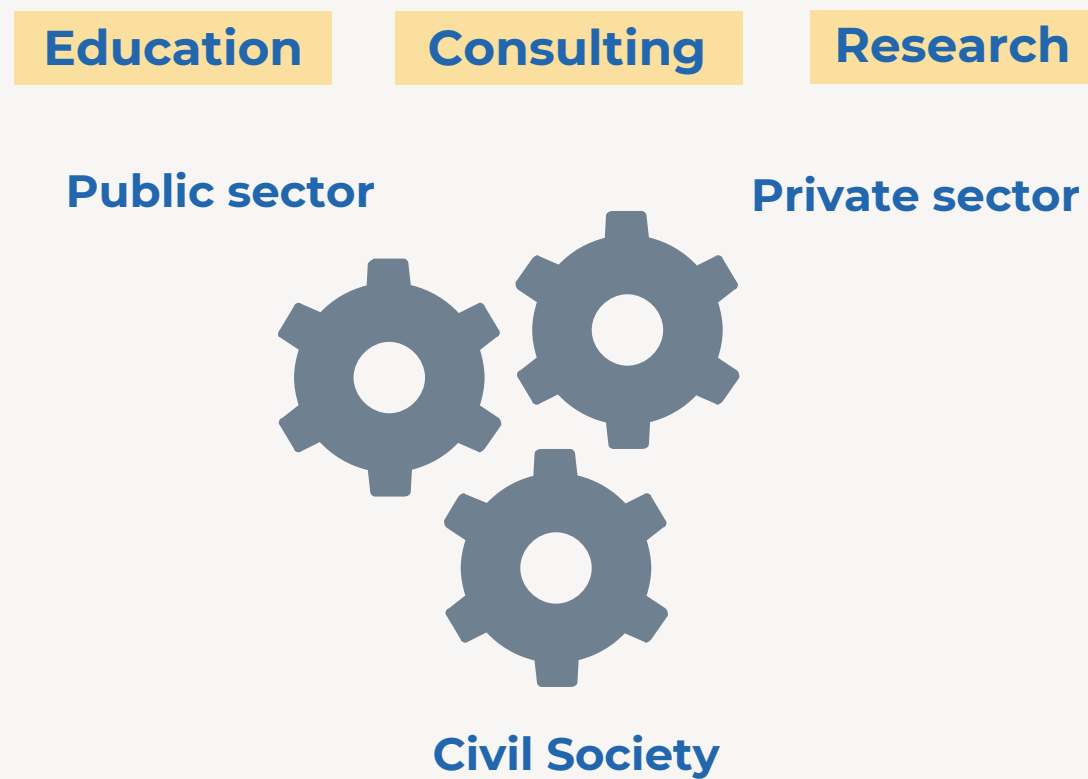 Education
Consulting
Research
Public sector
Private sector
Civil Society